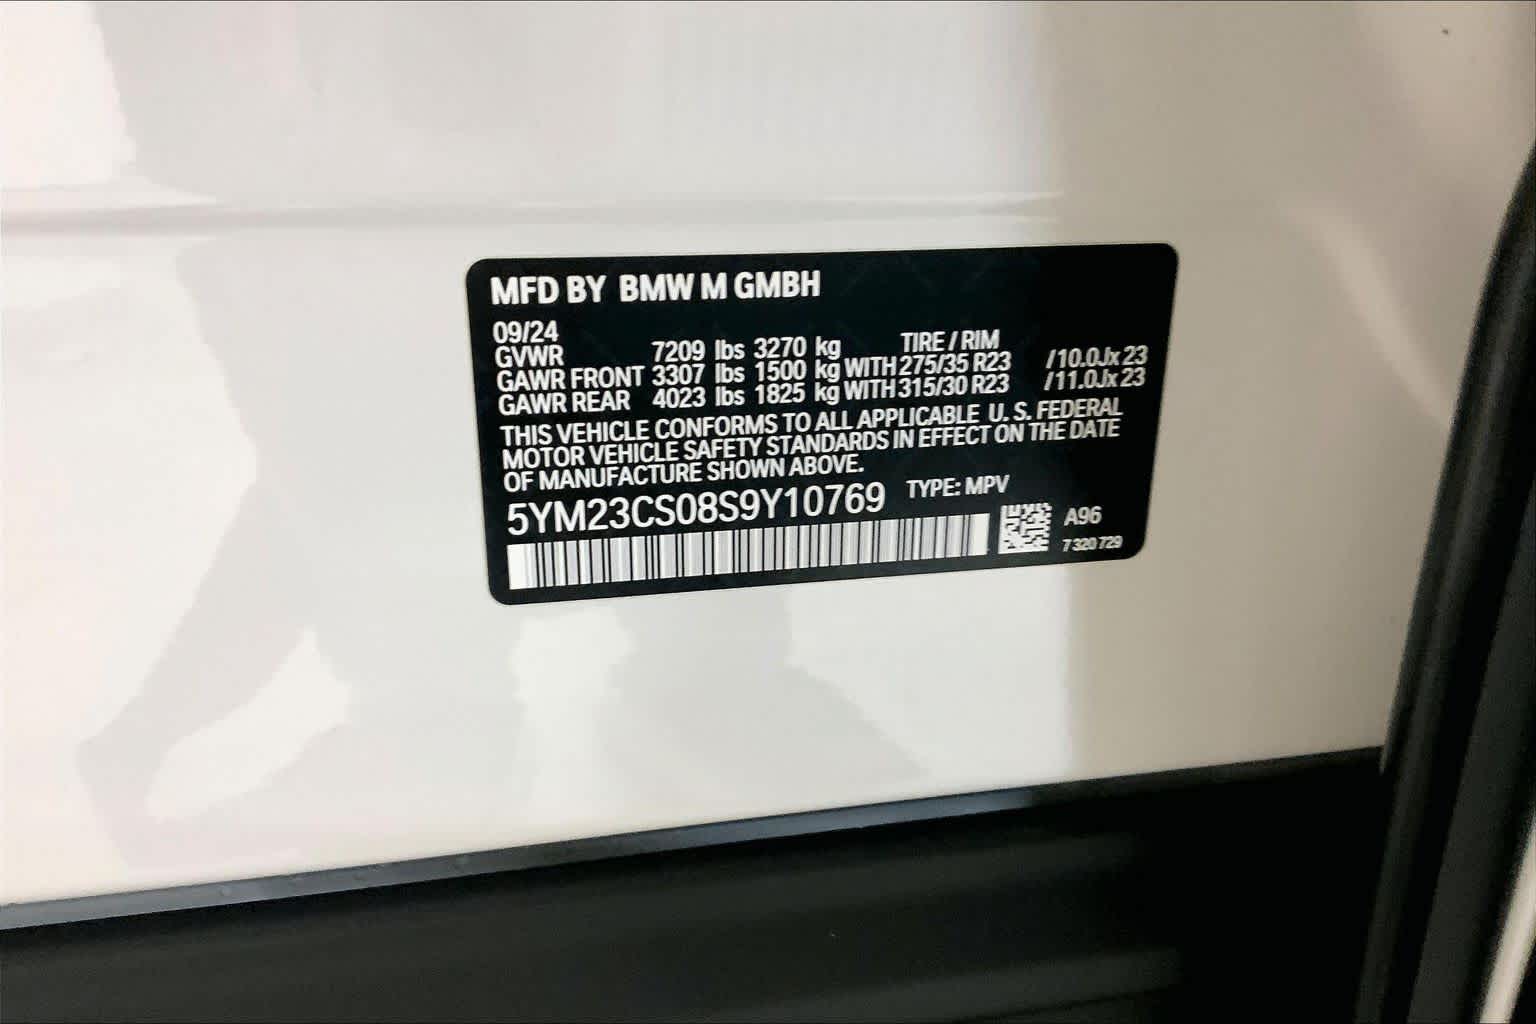 MFD BY BMW M GMBH
09/24 TIRE / RIM
GVWR 7209 lbs 3270 kg
GAWR FRONT 3307 lbs 1500 kg WITH 275/35 R23 /10.0Jx 23
GAWR REAR 4023 lbs 1825 kg WITH 315/30 R23 /11.0Jx 23
THIS VEHICLE CONFORMS TO ALL APPLICABLE U. S. FEDERAL
MOTOR VEHICLE SAFETY STANDARDS IN EFFECT ON THE DATE
OF MANUFACTURE SHOWN ABOVE.
5YM23CS08S9Y10769 TYPE: MPV
A96
7 320 729